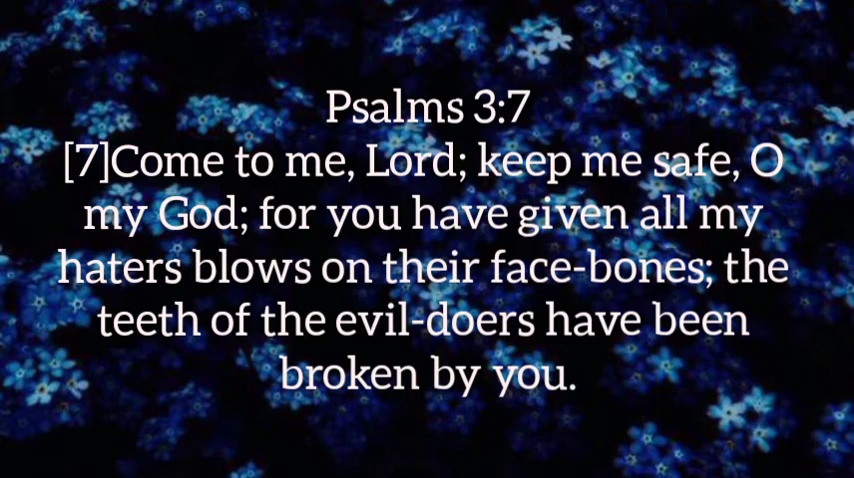 Psalms 3:7
[7]Come to me, Lord; keep me safe, O
my God; for you have given all my
haters blows on their face-bones; the
teeth of the evil-doers have been
broken by you.